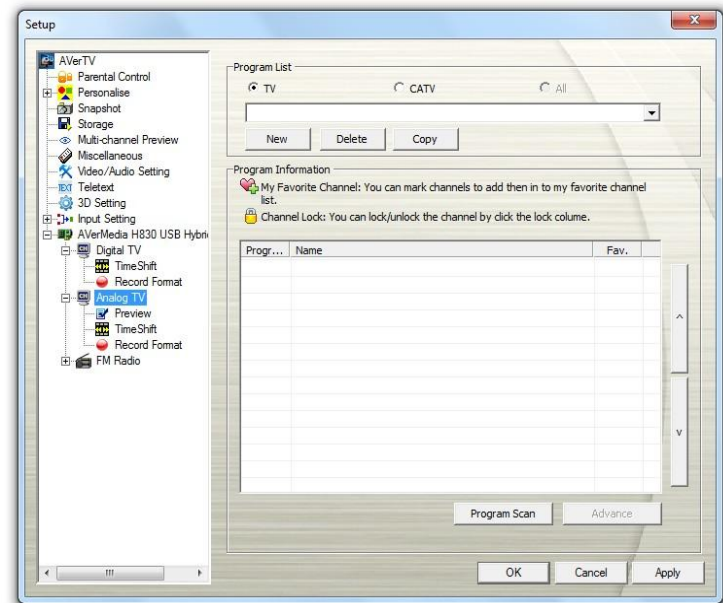 Setup
AVerTV
Parental Control
Personalise
Snapshot
Storage
Multi-channel Preview
Miscellaneous
Video/Audio Setting
TEXT Teletext
3D Setting
Input Setting
AVerMedia H830 USB Hybri
Digital TV
TimeShift
Record Format
Analog TV
Preview
TimeShift
Record Format
FM Radio
Program List
TV CATV All
New Delete Copy
Program Information
My Favorite Channel: You can mark channels to add then in to my favorite channel
list.
Channel Lock: You can lock/unlock the channel by click the lock colume.
Progr... Name Fav.
Program Scan Advance
OK Cancel Apply